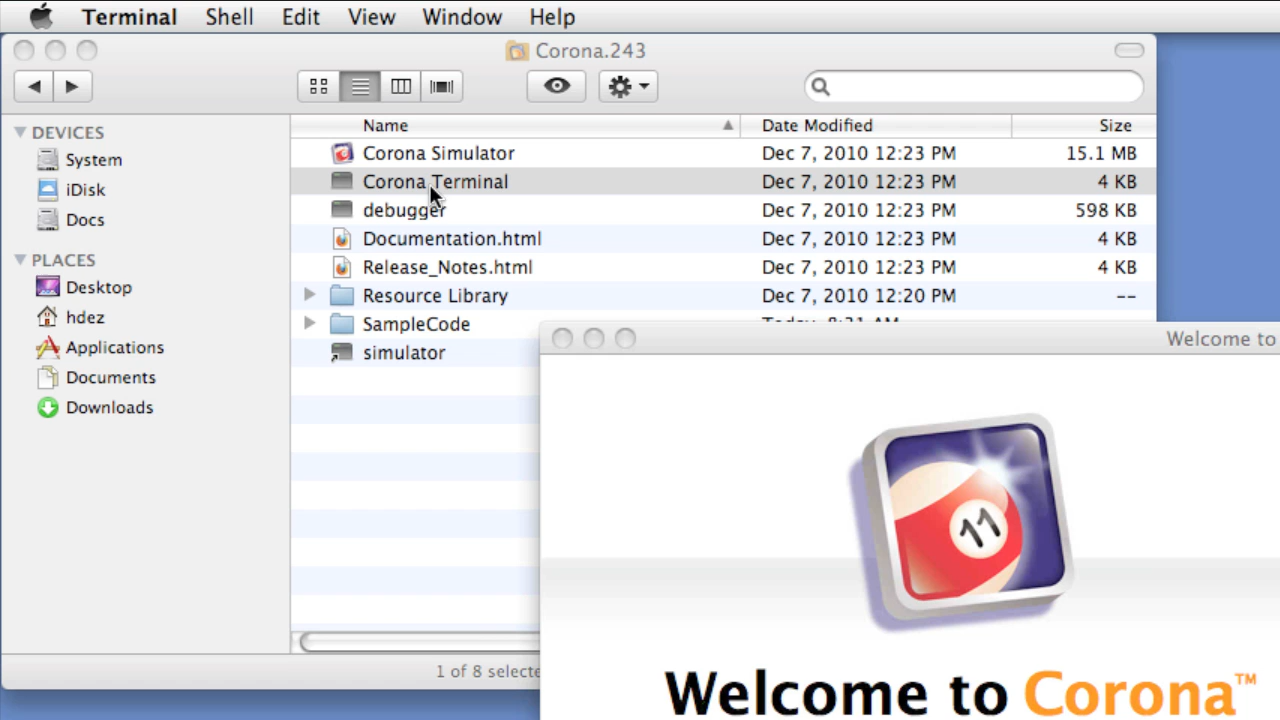 Terminal Shell Edit View Window Help
Corona.243
DEVICES
System
iDisk
Docs
PLACES
Desktop
hdez
Applications
Documents
Downloads
Name Date Modified Size
Corona Simulator Dec 7, 2010 12:23 PM 15.1 MB
Corona Terminal Dec 7, 2010 12:23 PM 4 KB
debugger Dec 7, 2010 12:23 PM 598 KB
Documentation.html Dec 7, 2010 12:23 PM 4 KB
Release_Notes.html Dec 7, 2010 12:23 PM 4 KB
Resource Library Dec 7, 2010 12:20 PM --
SampleCode
simulator
1 of 8 selecte
Welcome to
11
Welcome to Corona™